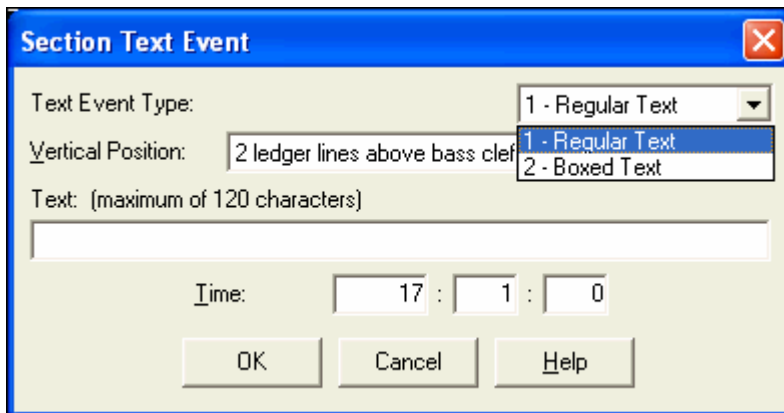 Section Text Event
Text Event Type: 1 - Regular Text
1 - Regular Text
2 - Boxed Text
Vertical Position: 2 ledger lines above bass clef
Text: (maximum of 120 characters)
Time: 17 : 1 : 0
OK Cancel Help